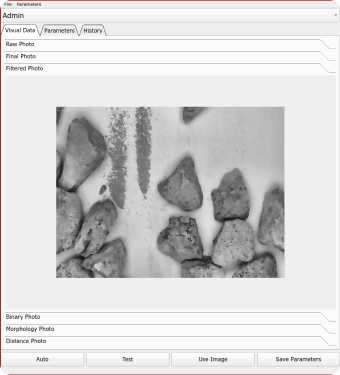 File Parameters
Admin
Visual Data Parameters History
Raw Photo
Final Photo
Filtered Photo
Binary Photo
Morphology Photo
Distance Photo
Auto Test Use Image Save Parameters